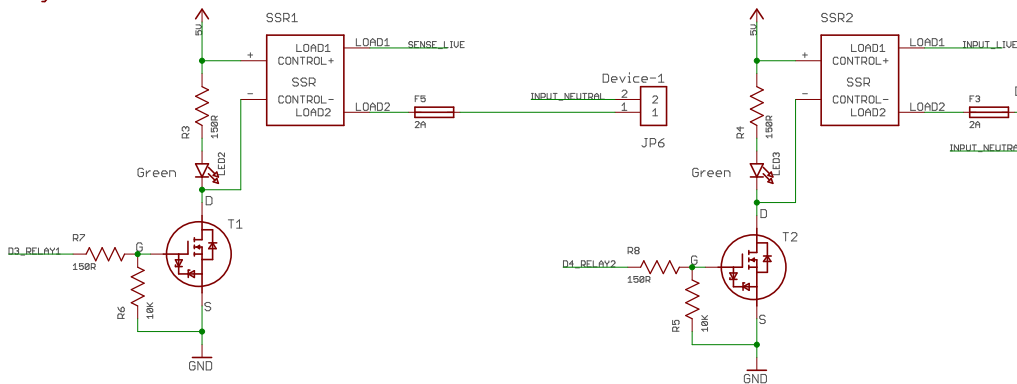 SSR1
5V
LOAD1
SENSE_LIVE
LOAD1
+
CONTROL+
SSR
-
CONTROL-
LOAD2
LOAD2
F5
2A
Device-1
INPUT_NEUTRAL
2
2
1
1
JP6
R3
150R
Green
LED2
D
T1
D3_RELAY1
R7
150R
G
R6
10K
S
GND
SSR2
5V
LOAD1
INPUT_LIVE
LOAD1
+
CONTROL+
SSR
-
CONTROL-
LOAD2
LOAD2
F3
2A
INPUT_NEUTRA
R4
150R
Green
LED3
D
T2
D4_RELAY2
R8
150R
G
R5
10K
S
GND